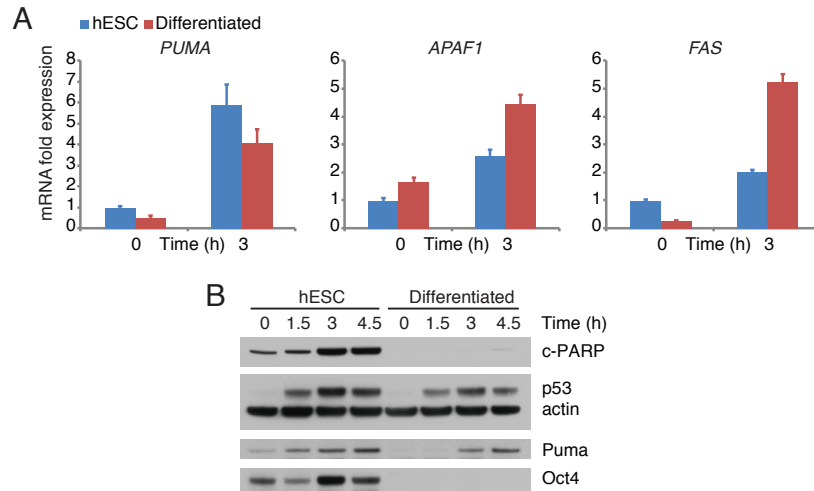 A
hESC Differentiated
PUMA
APAF1
FAS
mRNA fold expression
8
7
6
5
4
3
2
1
0
0 Time (h) 3
6
5
4
3
2
1
0
0 Time (h) 3
6
5
4
3
2
1
0
0 Time (h) 3
B
hESC Differentiated
0 1.5 3 4.5 0 1.5 3 4.5 Time (h)
c-PARP
p53
actin
Puma
Oct4